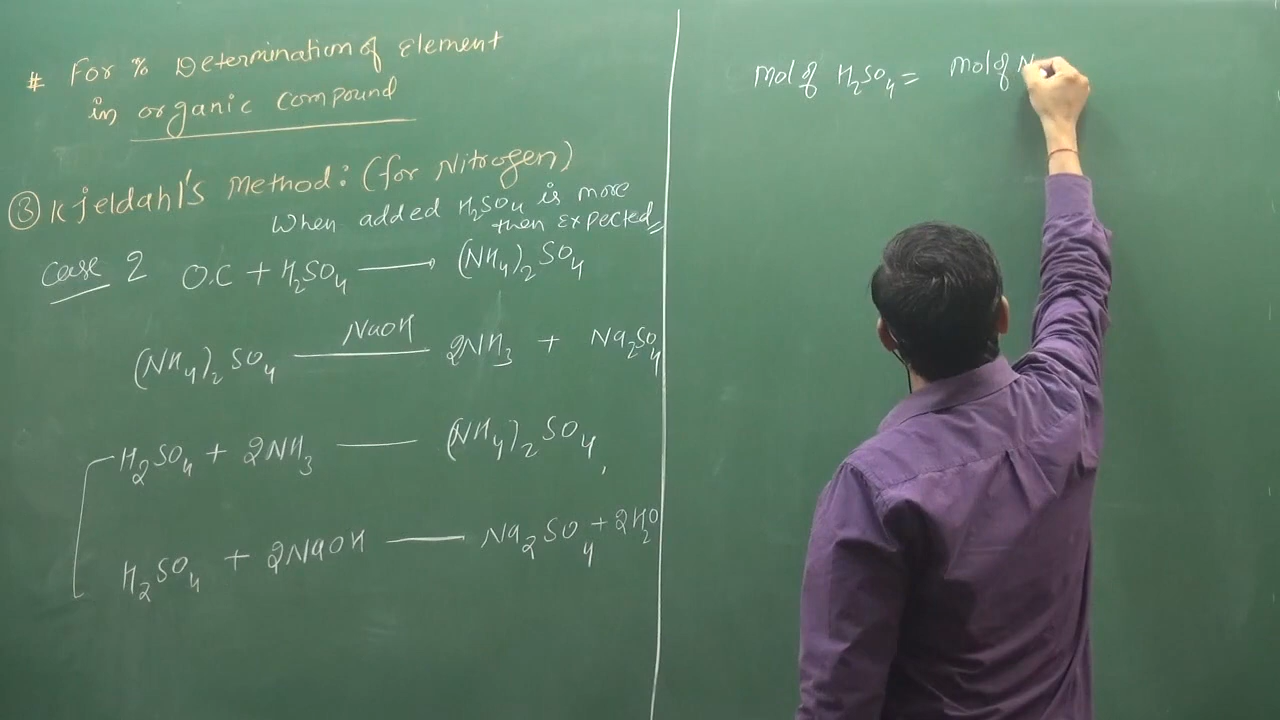 # For % Determination of Element
in organic compound
③ Kjeldahl's Method: (for Nitrogen)
When added H₂SO₄ is more
then expected
Case 2 O.C + H₂SO₄ ⟶ (NH₄)₂SO₄
(NH₄)₂SO₄ NaOH 2NH₃ + Na₂SO₄
H₂SO₄ + 2NH₃ — (NH₄)₂SO₄,
H₂SO₄ + 2NaOH — Na₂SO₄ + 2H₂O
Mol of H₂SO₄ = Mol of N